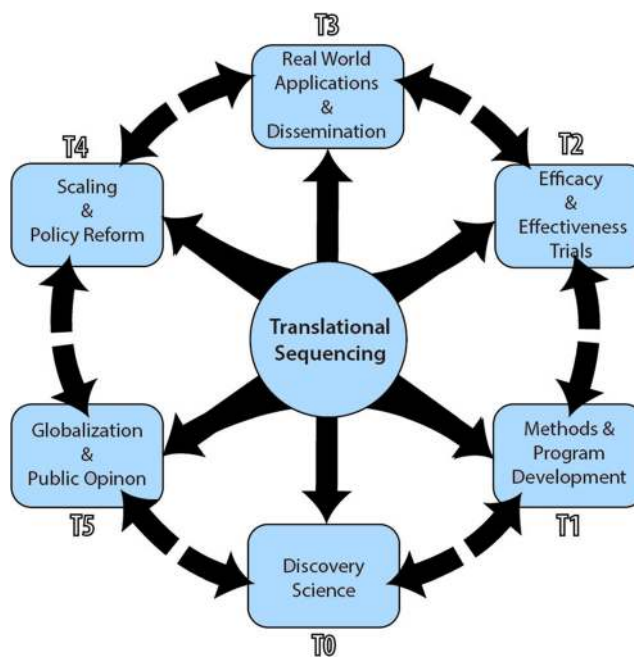 T3
Real World
Applications
&
Dissemination
T4
Scaling
&
Policy Reform
T2
Efficacy
&
Effectiveness
Trials
Translational
Sequencing
Globalization
&
Public Opinon
T5
Methods &
Program
Development
T1
Discovery
Science
T0